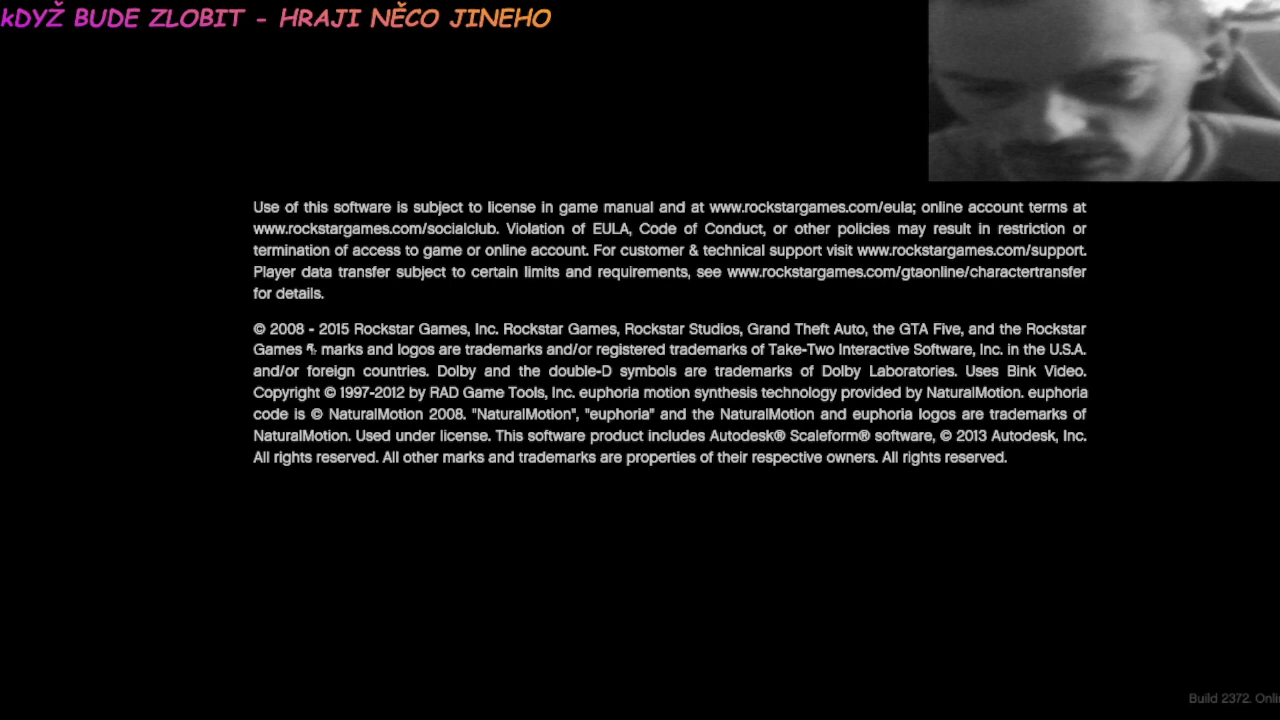 kDYŽ BUDE ZLOBIT - HRAJI NĚCO JINEHO
Use of this software is subject to license in game manual and at www.rockstargames.com/eula; online account terms at
www.rockstargames.com/socialclub. Violation of EULA, Code of Conduct, or other policies may result in restriction or
termination of access to game or online account. For customer & technical support visit www.rockstargames.com/support.
Player data transfer subject to certain limits and requirements, see www.rockstargames.com/gtaonline/charactertransfer
for details.
© 2008 - 2015 Rockstar Games, Inc. Rockstar Games, Rockstar Studios, Grand Theft Auto, the GTA Five, and the Rockstar
Games R* marks and logos are trademarks and/or registered trademarks of Take-Two Interactive Software, Inc. in the U.S.A.
and/or foreign countries. Dolby and the double-D symbols are trademarks of Dolby Laboratories. Uses Bink Video.
Copyright © 1997-2012 by RAD Game Tools, Inc. euphoria motion synthesis technology provided by NaturalMotion. euphoria
code is © NaturalMotion 2008. "NaturalMotion", "euphoria" and the NaturalMotion and euphoria logos are trademarks of
NaturalMotion. Used under license. This software product includes Autodesk® Scaleform® software, © 2013 Autodesk, Inc.
All rights reserved. All other marks and trademarks are properties of their respective owners. All rights reserved.
Build 2372. Onli